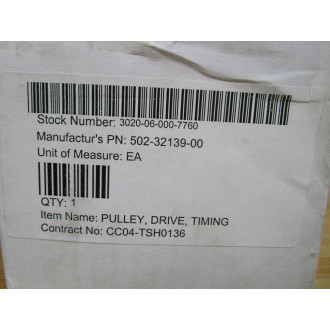 Stock Number: 3020-06-000-7760
Manufactur's PN: 502-32139-00
Unit of Measure: EA
QTY: 1
Item Name: PULLEY, DRIVE, TIMING
Contract No: CC04-TSH0136